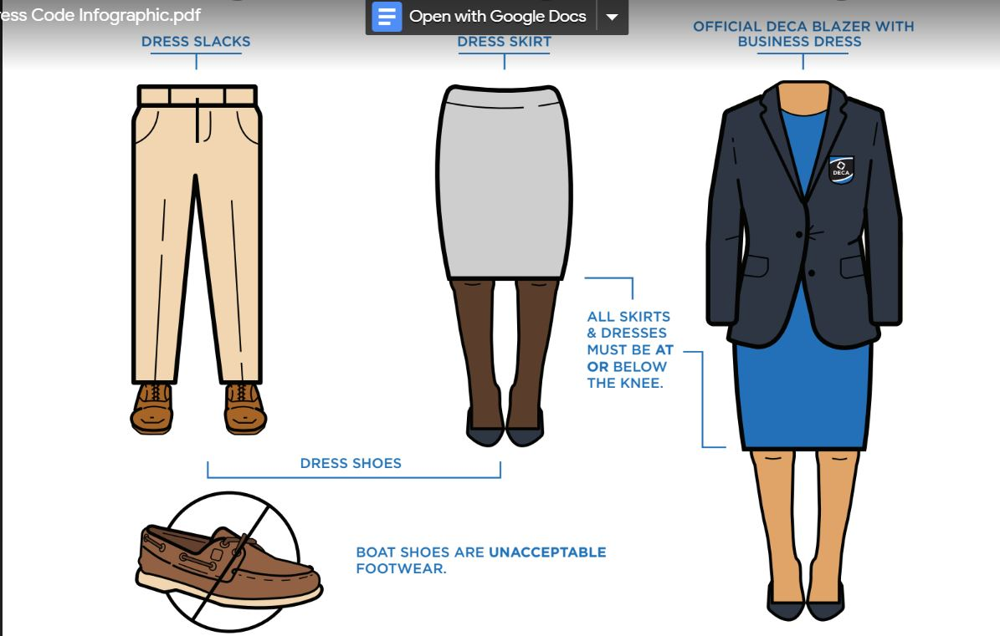 ess Code Infographic.pdf
Open with Google Docs
DRESS SLACKS
DRESS SKIRT
OFFICIAL DECA BLAZER WITH
BUSINESS DRESS
DECA
ALL SKIRTS
& DRESSES
MUST BE AT
OR BELOW
THE KNEE.
DRESS SHOES
BOAT SHOES ARE UNACCEPTABLE
FOOTWEAR.